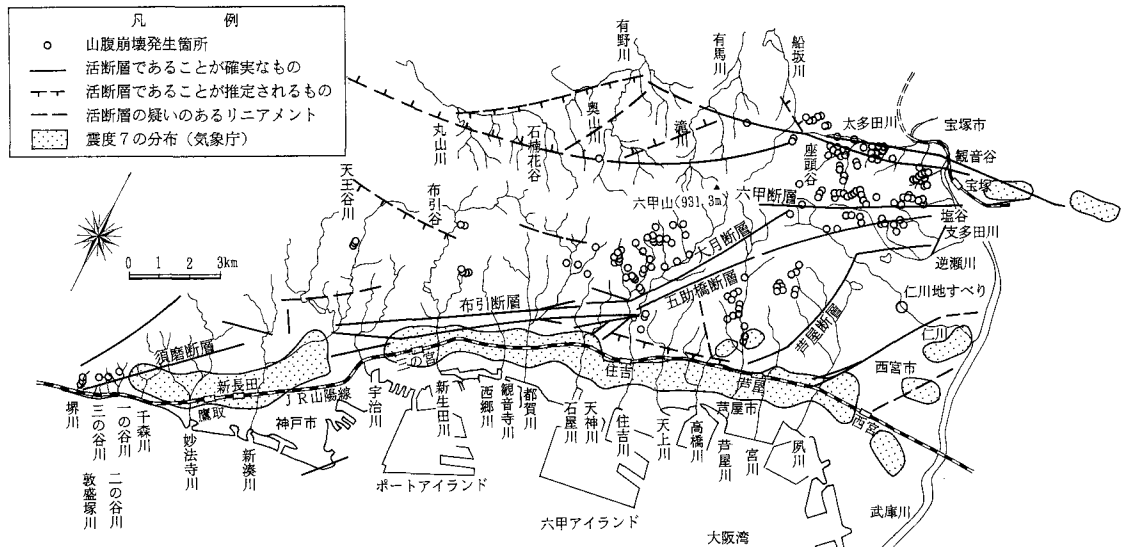 凡例
山腹崩壊発生箇所
活断層であることが確実なもの
活断層であることが推定されるもの
活断層の疑いのあるリニアメント
震度7の分布(気象庁)
0 1 2 3km
有野川
有馬川
船坂川
奥山川
滝川
丸山川
石楠花谷
天王谷川
布引谷
座頭谷
太多田川
宝塚市
観音谷
宝塚
六甲山(931.3m)
六甲断層
塩谷
支多田川
逆瀬川
大月断層
五助橋断層
仁川地すべり
芦屋断層
仁川
西宮市
布引断層
須磨断層
新長田
鷹取
JR山陽線
神戸市
三の宮
住吉
芦屋
芦屋市
西宮
堺川
三の谷川
一の谷川
千森川
敦盛塚川
二の谷川
妙法寺川
新湊川
宇治川
新生田川
西郷川
観音寺川
都賀川
石屋川
天神川
住吉川
天上川
高橋川
芦屋川
宮川
夙川
ポートアイランド
六甲アイランド
大阪湾
武庫川